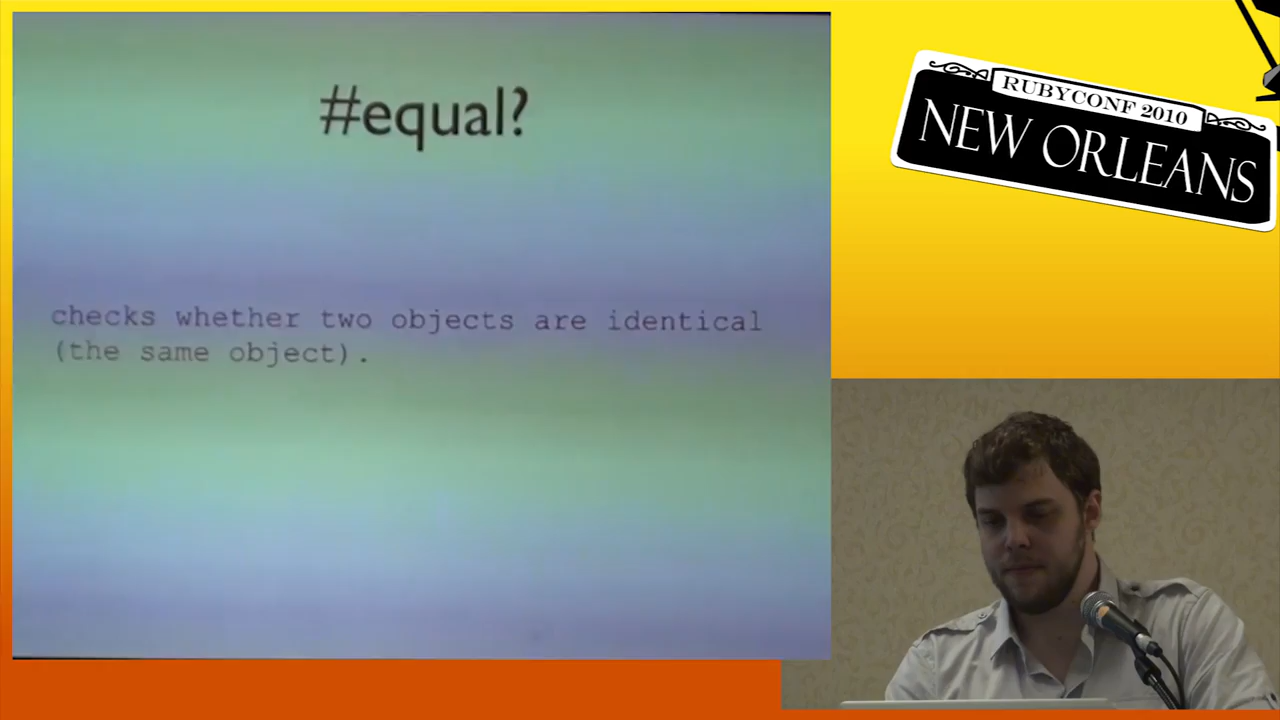 #equal?
checks whether two objects are identical
(the same object).
RUBYCONF 2010
NEW ORLEANS